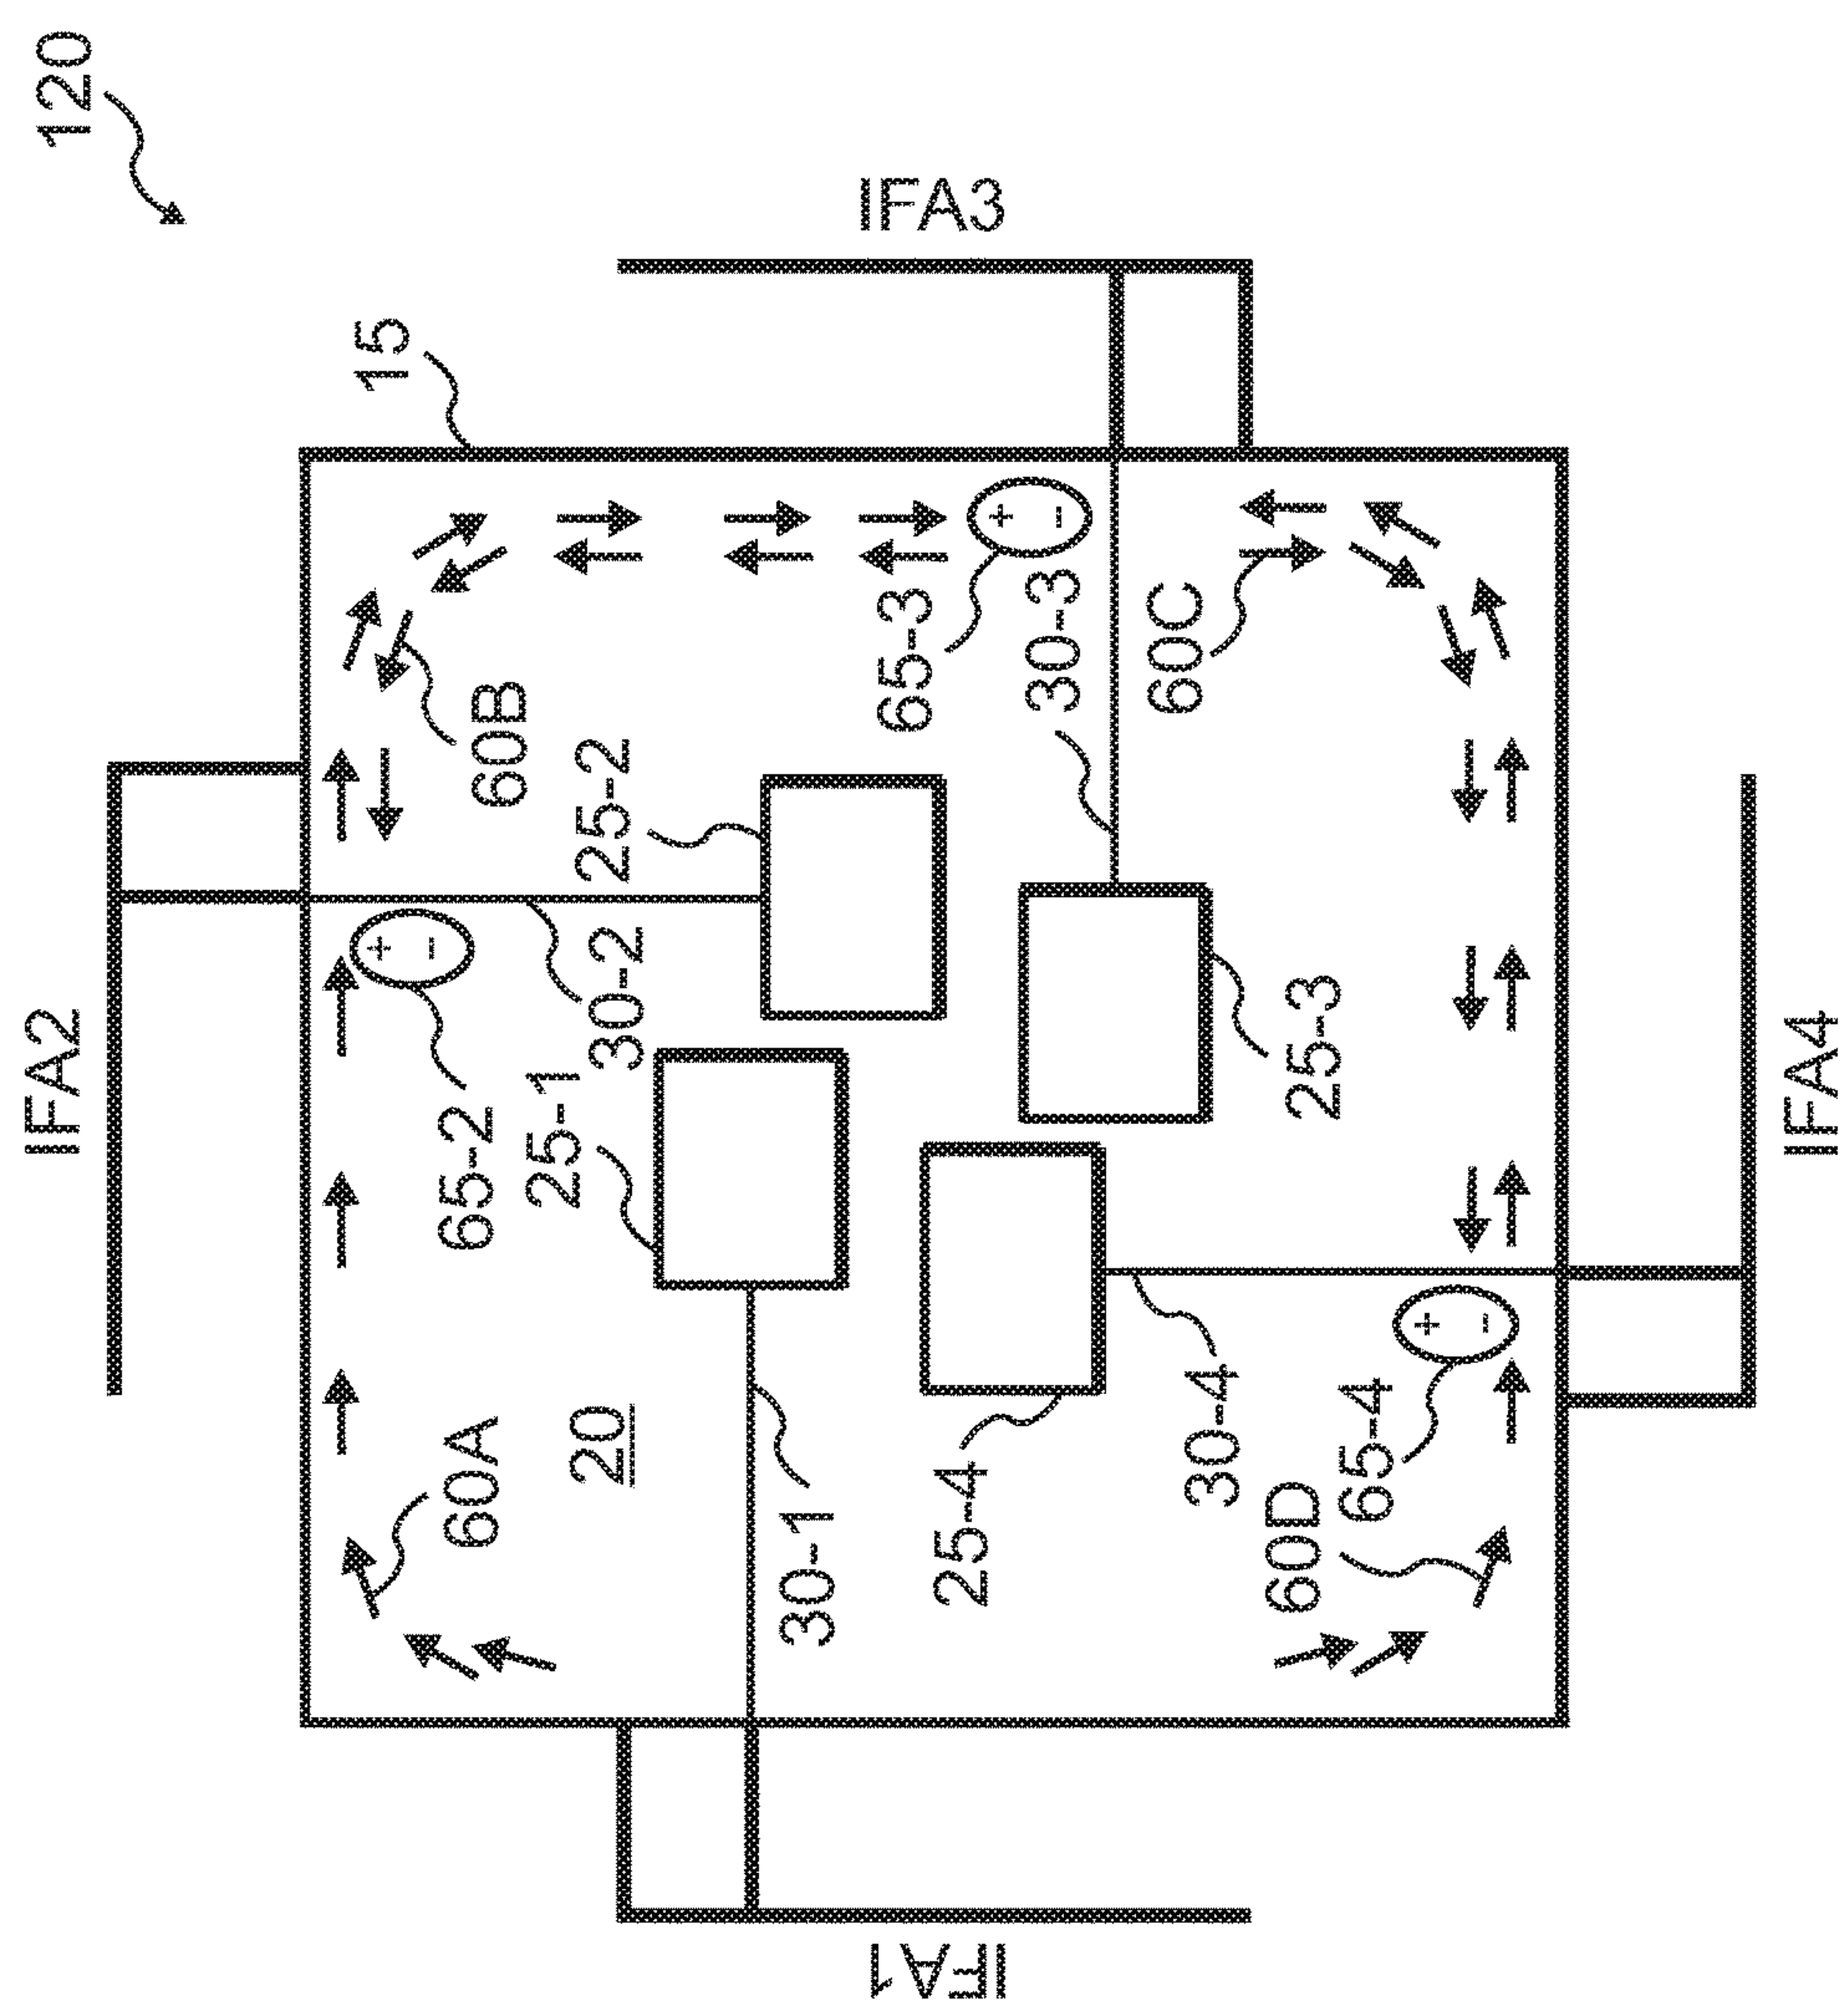 120
IFA3
15
IFA2
60B
25-2
65-3
30-3
60C
65-2
25-1
30-2
25-3
IFA4
60A
20
30-1
25-4
30-4
60D
65-4
+
-
+
-
+
-
IFA1